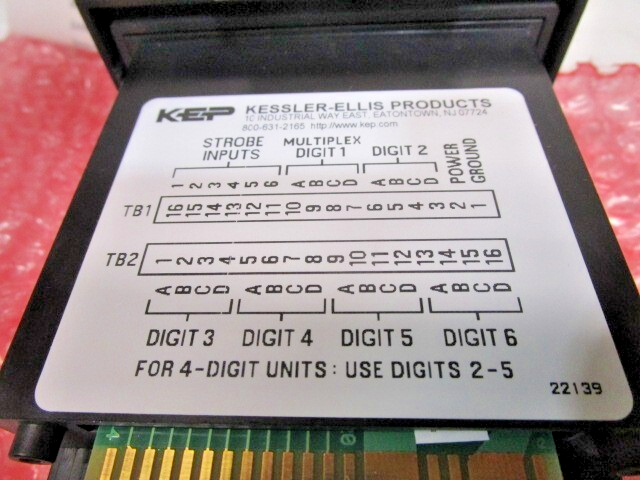 KEP KESSLER-ELLIS PRODUCTS
10 INDUSTRIAL WAY EAST, EATONTOWN, NJ 07724
800-631-2165 http://www.kep.com
STROBE INPUTS MULTIPLEX DIGIT 1 DIGIT 2 POWER GROUND
1 2 3 4 5 6 A B C D A B C D
TB1 16 15 14 13 12 11 10 9 8 7 6 5 4 3 2 1
TB2 1 2 3 4 5 6 7 8 9 10 11 12 13 14 15 16
A B C D A B C D A B C D A B C D
DIGIT 3 DIGIT 4 DIGIT 5 DIGIT 6
FOR 4-DIGIT UNITS: USE DIGITS 2-5
22139